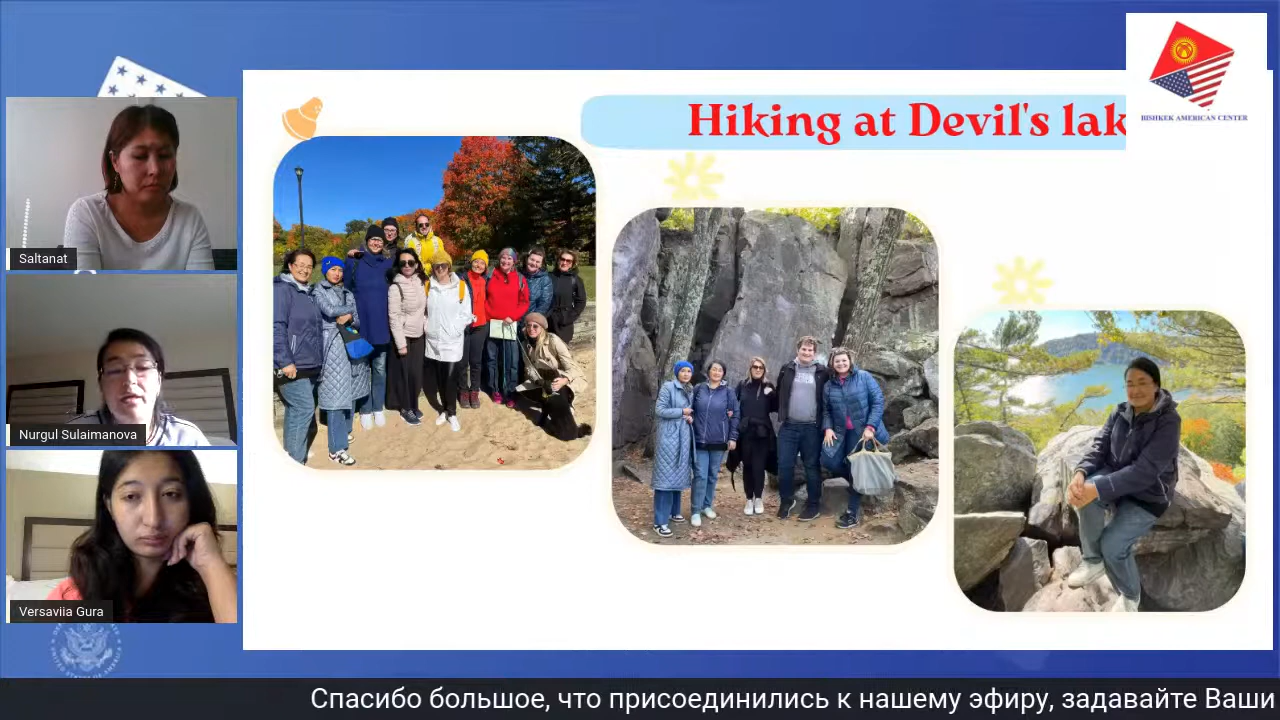 Hiking at Devil's lak
BISHKEK AMERICAN CENTER
Saltanat
Nurgul Sulaimanova
Versaviia Gura
Спасибо большое, что присоединились к нашему эфиру, задавайте Ваши